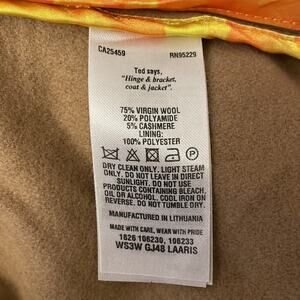 CA25459 RN95229
Ted says,
"Hinge & bracket,
coat & jacket".
75% VIRGIN WOOL
20% POLYAMIDE
5% CASHMERE
LINING:
100% POLYESTER
P
DRY CLEAN ONLY. LIGHT STEAM
ONLY. DO NOT LEAVE IN DIRECT
SUNLIGHT. DO NOT USE
PRODUCTS CONTAINING BLEACH,
OIL OR ALCOHOL. COOL IRON ON
REVERSE. DO NOT TUMBLE DRY.
MANUFACTURED IN LITHUANIA
MADE WITH CARE, WEAR WITH PRIDE
1626 106230, 106233
WS3W GJ48 LAARIS